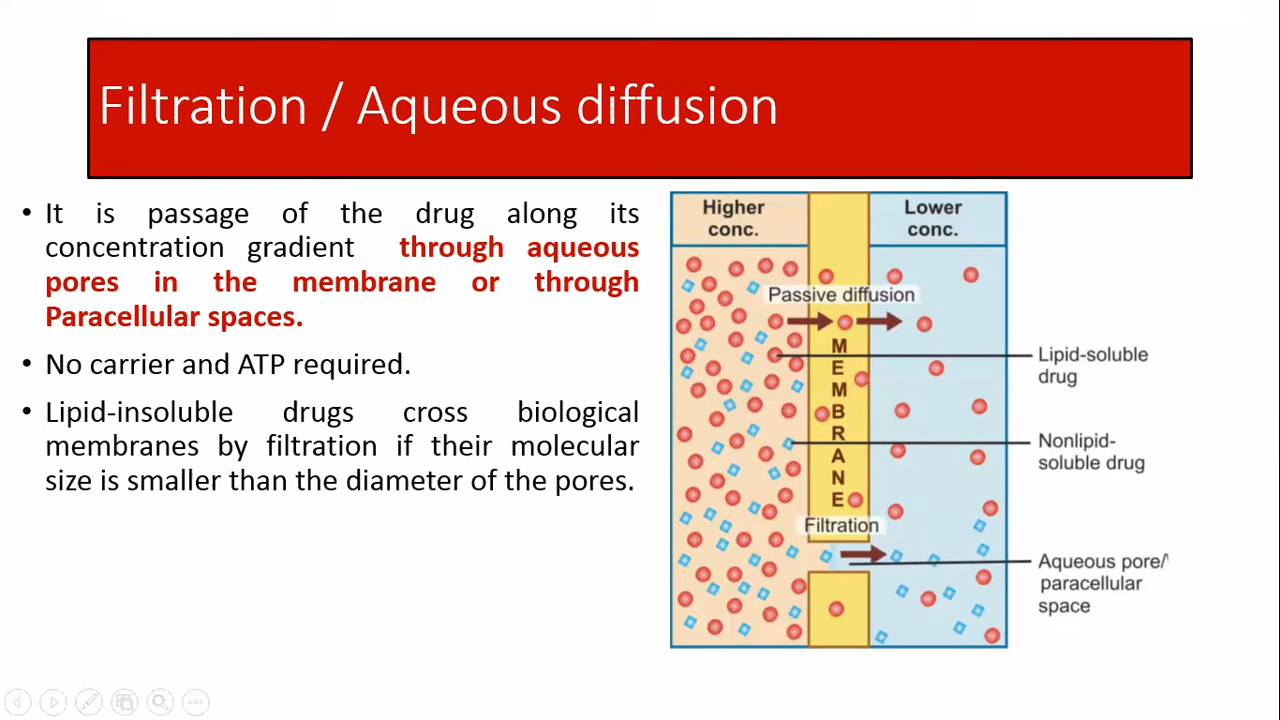 Filtration / Aqueous diffusion
• It is passage of the drug along its
concentration gradient through aqueous
pores in the membrane or through
Paracellular spaces.
• No carrier and ATP required.
• Lipid-insoluble drugs cross biological
membranes by filtration if their molecular
size is smaller than the diameter of the pores.
Higher
conc.
Lower
conc.
Passive diffusion
MEMBRANE
Filtration
Lipid-soluble
drug
Nonlipid-
soluble drug
Aqueous pore/
paracellular
space